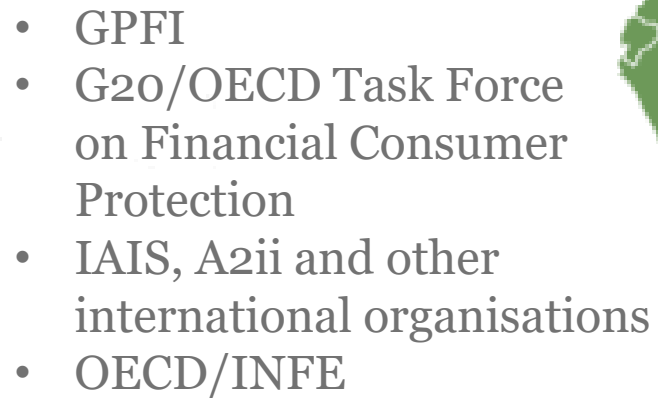 • GPFI
• G20/OECD Task Force
on Financial Consumer
Protection
• IAIS, A2ii and other
international organisations
• OECD/INFE